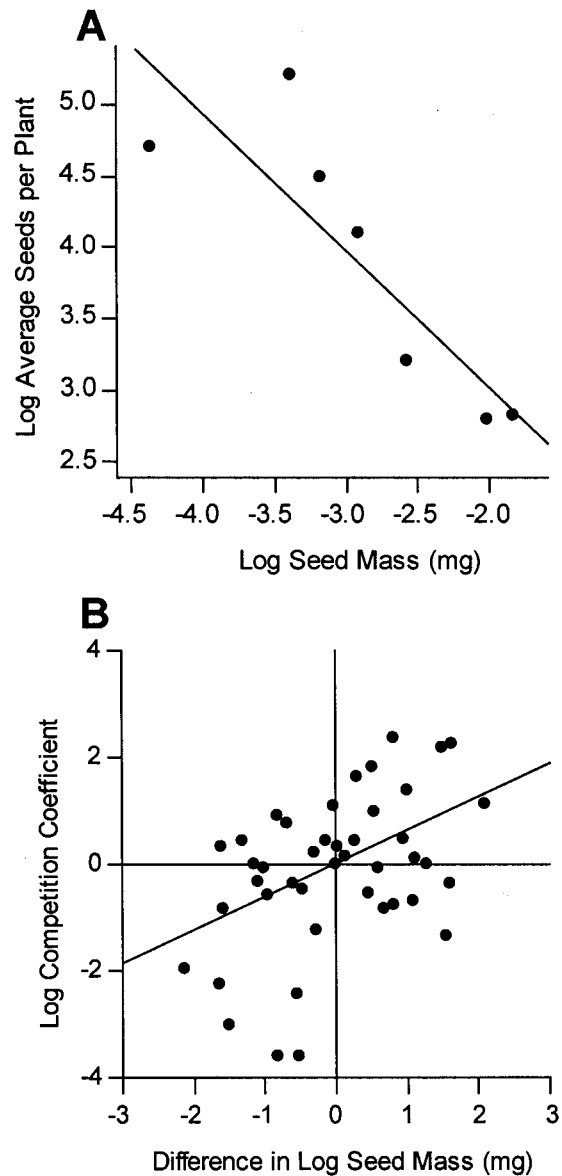 A
5.0
4.5
4.0
3.5
3.0
2.5
Log Average Seeds per Plant
-4.5 -4.0 -3.5 -3.0 -2.5 -2.0
Log Seed Mass (mg)
B
4
2
0
-2
-4
Log Competition Coefficient
-3 -2 -1 0 1 2 3
Difference in Log Seed Mass (mg)